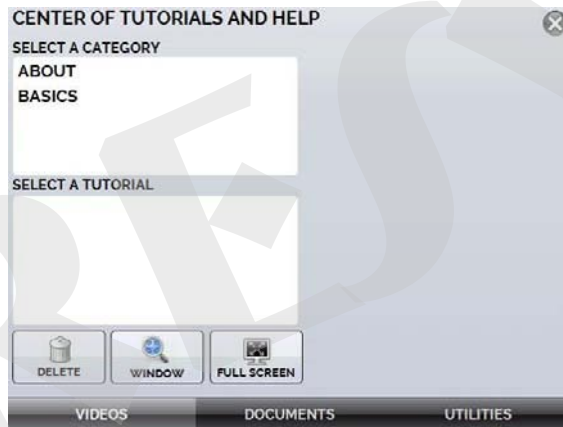 CENTER OF TUTORIALS AND HELP
SELECT A CATEGORY
ABOUT
BASICS
SELECT A TUTORIAL
DELETE WINDOW FULL SCREEN
VIDEOS DOCUMENTS UTILITIES